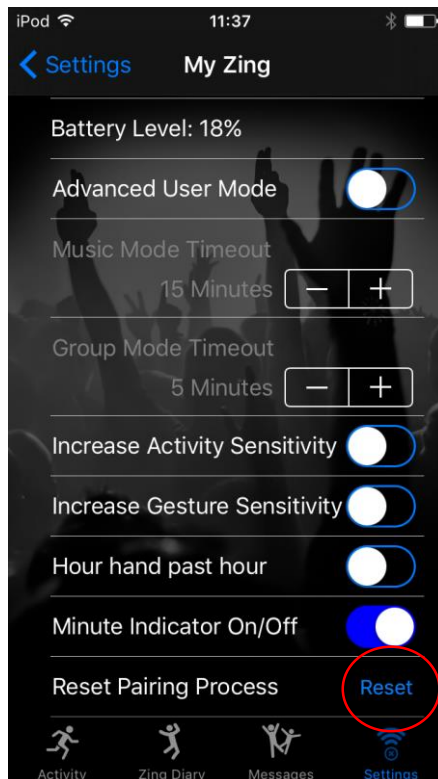 iPod 11:37
Settings My Zing
Battery Level: 18%
Advanced User Mode
Music Mode Timeout
15 Minutes − +
Group Mode Timeout
5 Minutes − +
Increase Activity Sensitivity
Increase Gesture Sensitivity
Hour hand past hour
Minute Indicator On/Off
Reset Pairing Process Reset
Activity Zing Diary Messages Settings